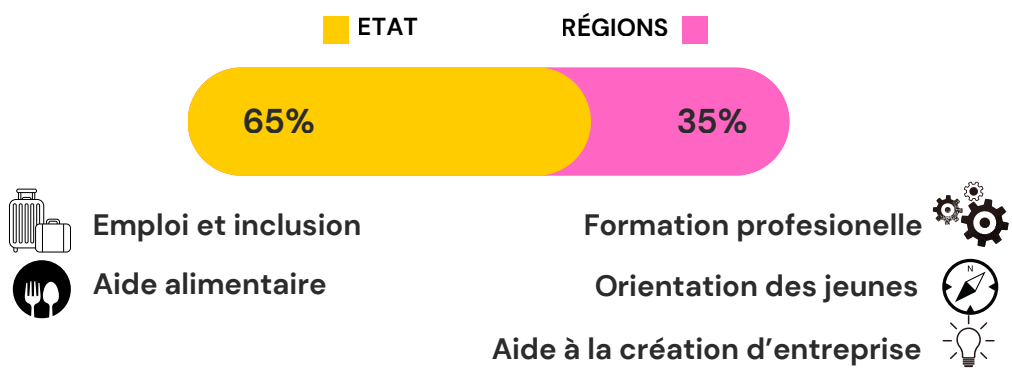 ETAT
RÉGIONS
65%
35%
Emploi et inclusion
Formation profesionelle
Aide alimentaire
N
Orientation des jeunes
Aide à la création d'entreprise